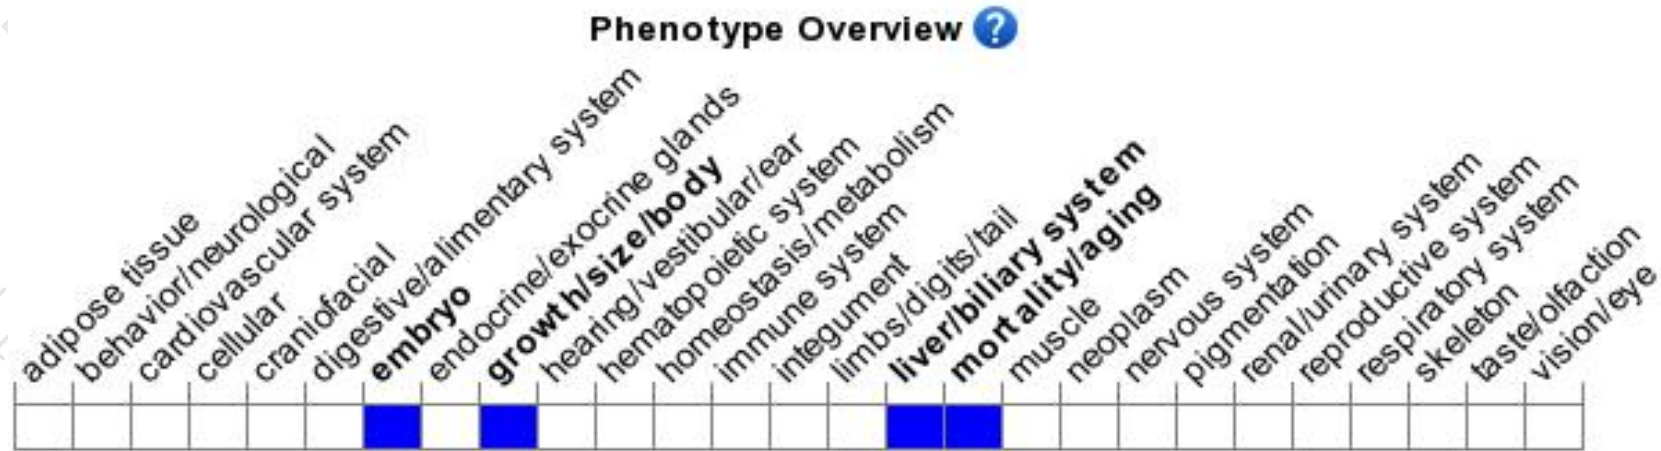 Phenotype Overview ?
adipose tissue
behavior/neurological
cardiovascular system
cellular
craniofacial
digestive/alimentary system
embryo
endocrine/exocrine glands
growth/size/body
hearing/vestibular/ear
hematopoietic system
homeostasis/metabolism
immune system
integument
limbs/digits/tail
liver/biliary system
mortality/aging
muscle
neoplasm
nervous system
pigmentation
renal/urinary system
reproductive system
respiratory system
skeleton
taste/olfaction
vision/eye